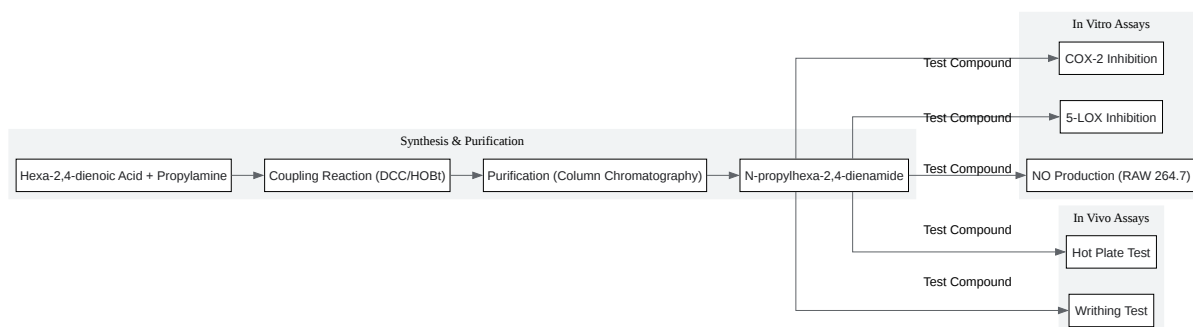 In Vitro Assays
COX-2 Inhibition
Test Compound
5-LOX Inhibition
Test Compound
Synthesis & Purification
Hexa-2,4-dienoic Acid + Propylamine
Coupling Reaction (DCC/HOBt)
Purification (Column Chromatography)
N-propylhexa-2,4-dienamide
Test Compound
NO Production (RAW 264.7)
In Vivo Assays
Test Compound
Hot Plate Test
Test Compound
Writhing Test